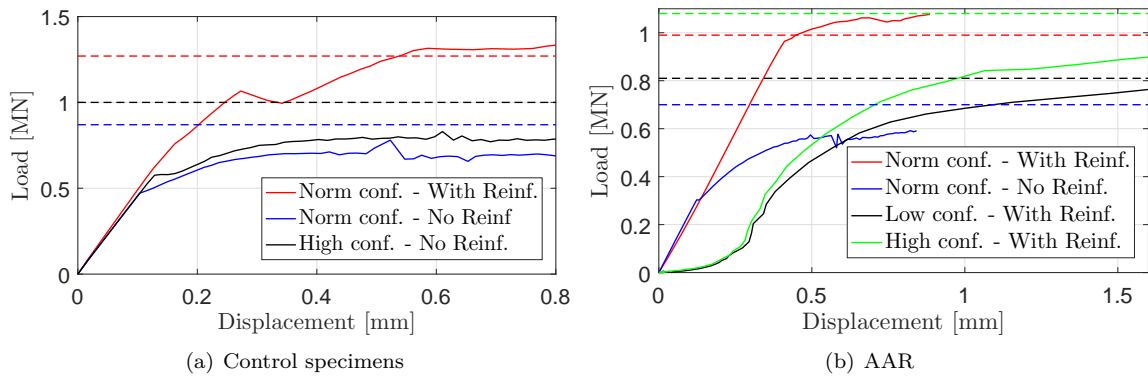 1.5
1
0.5
0
Load [MN]
0
0.2
0.4
0.6
0.8
Displacement [mm]
Norm conf. - With Reinf.
Norm conf. - No Reinf
High conf. - No Reinf.
(a) Control specimens
1
0.8
0.6
0.4
0.2
0
Load [MN]
0
0.5
1
1.5
Displacement [mm]
Norm conf. - With Reinf.
Norm conf. - No Reinf.
Low conf. - With Reinf.
High conf. - With Reinf.
(b) AAR